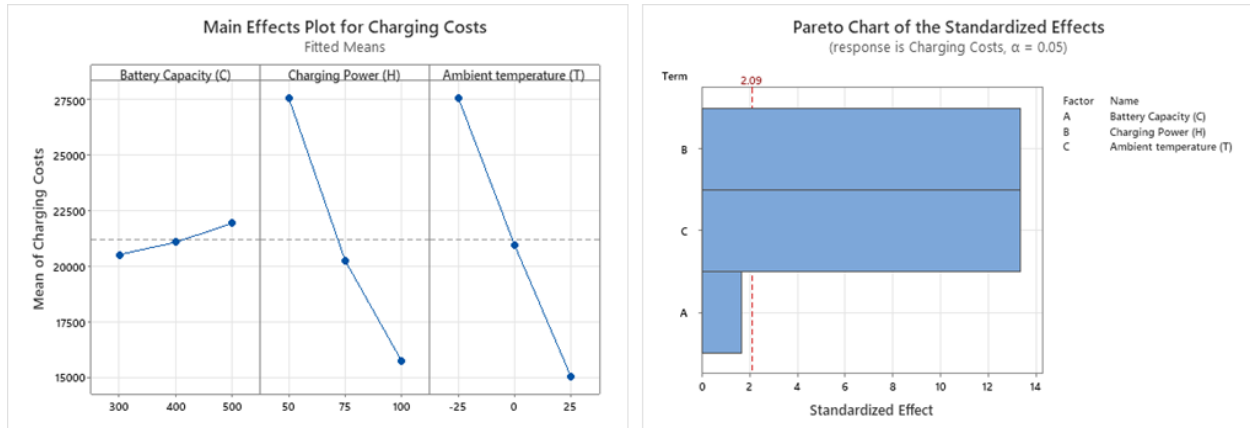 Main Effects Plot for Charging Costs
Fitted Means
Battery Capacity (C) Charging Power (H) Ambient temperature (T)
Mean of Charging Costs
27500
25000
22500
20000
17500
15000
300 400 500 50 75 100 -25 0 25
Pareto Chart of the Standardized Effects
(response is Charging Costs, α = 0.05)
Term
2.09
B
C
A
0 2 4 6 8 10 12 14
Standardized Effect
Factor Name
A Battery Capacity (C)
B Charging Power (H)
C Ambient temperature (T)